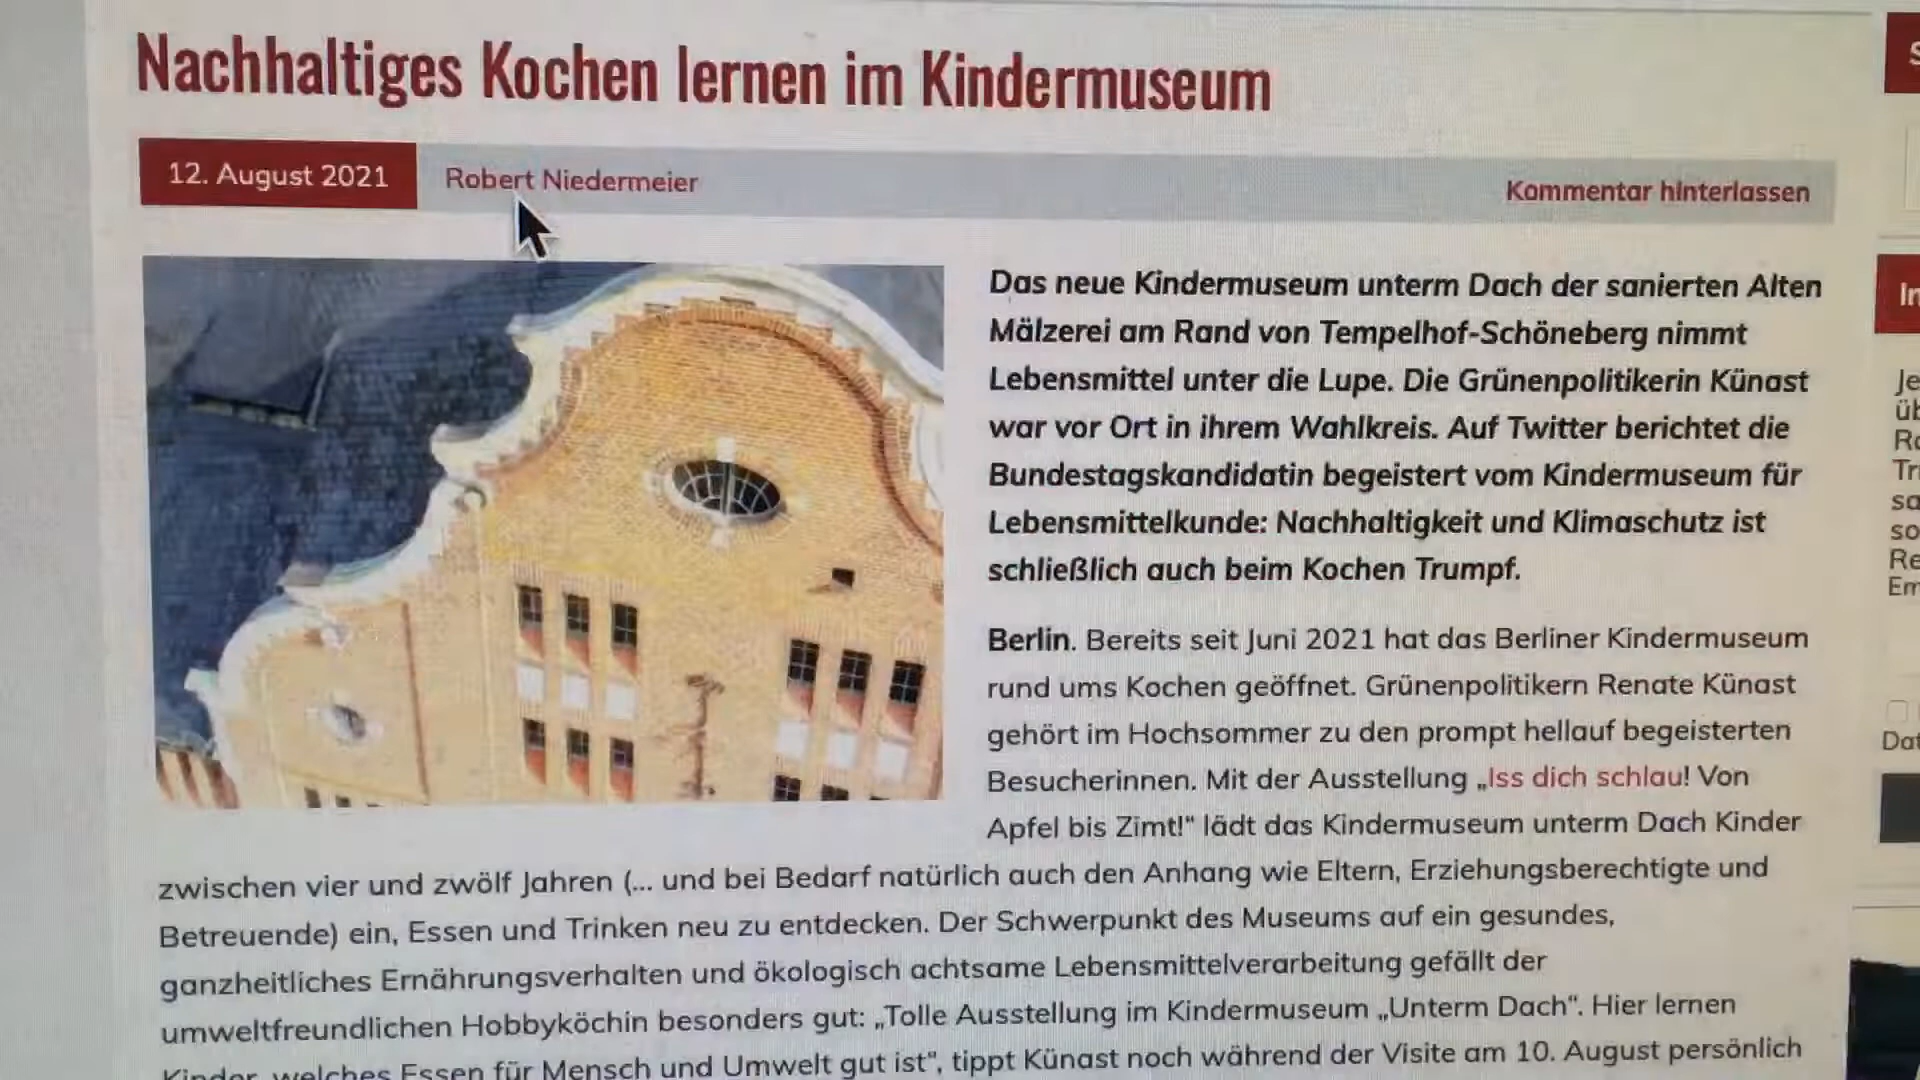 Nachhaltiges Kochen lernen im Kindermuseum
12. August 2021
Robert Niedermeier
Kommentar hinterlassen
Das neue Kindermuseum unterm Dach der sanierten Alten
Mälzerei am Rand von Tempelhof-Schöneberg nimmt
Lebensmittel unter die Lupe. Die Grünenpolitikerin Künast
war vor Ort in ihrem Wahlkreis. Auf Twitter berichtet die
Bundestagskandidatin begeistert vom Kindermuseum für
Lebensmittelkunde: Nachhaltigkeit und Klimaschutz ist
schließlich auch beim Kochen Trumpf.
Berlin. Bereits seit Juni 2021 hat das Berliner Kindermuseum
rund ums Kochen geöffnet. Grünenpolitikern Renate Künast
gehört im Hochsommer zu den prompt hellauf begeisterten
Besucherinnen. Mit der Ausstellung „Iss dich schlau! Von
Apfel bis Zimt!“ lädt das Kindermuseum unterm Dach Kinder
zwischen vier und zwölf Jahren (... und bei Bedarf natürlich auch den Anhang wie Eltern, Erziehungsberechtigte und
Betreuende) ein, Essen und Trinken neu zu entdecken. Der Schwerpunkt des Museums auf ein gesundes,
ganzheitliches Ernährungsverhalten und ökologisch achtsame Lebensmittelverarbeitung gefällt der
umweltfreundlichen Hobbyköchin besonders gut: „Tolle Ausstellung im Kindermuseum „Unterm Dach“. Hier lernen
Kinder, welches Essen für Mensch und Umwelt gut ist“, tippt Künast noch während der Visite am 10. August persönlich